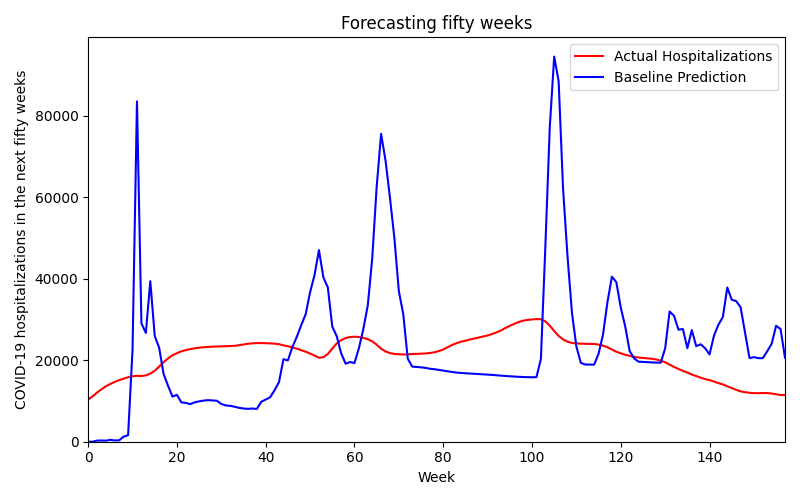 Forecasting fifty weeks
Actual Hospitalizations
Baseline Prediction
COVID-19 hospitalizations in the next fifty weeks
80000
60000
40000
20000
0
0 20 40 60 80 100 120 140
Week